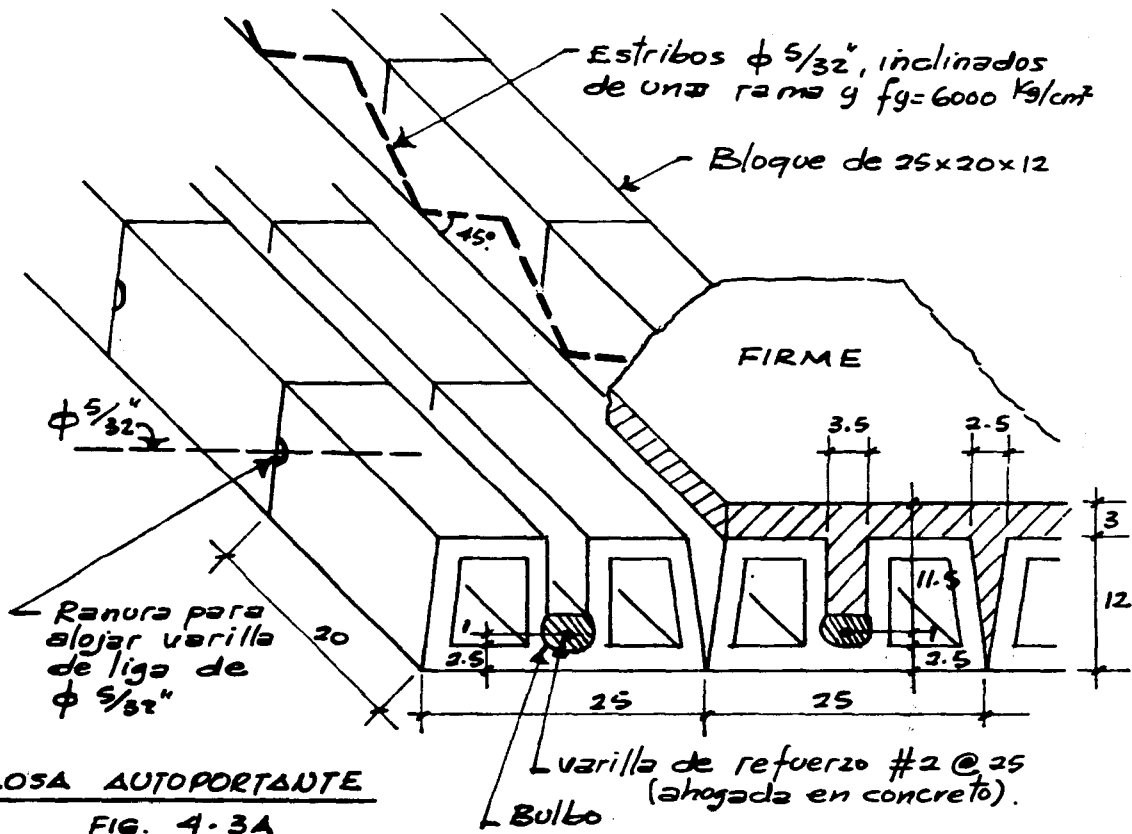 Estribos ϕ 5/32", inclinados
de una rama y fy=6000 Kg/cm²
Bloque de 25x20x12
45°
FIRME
ϕ 5/32"
3.5
2.5
3
11.5
12
1
2.5
1
2.5
Ranura para
alojar varilla
de liga de
ϕ 5/32"
20
25
25
varilla de refuerzo #2 @ 25
(ahogada en concreto).
Bulbo
LOSA AUTOPORTANTE
FIG. 4-3A